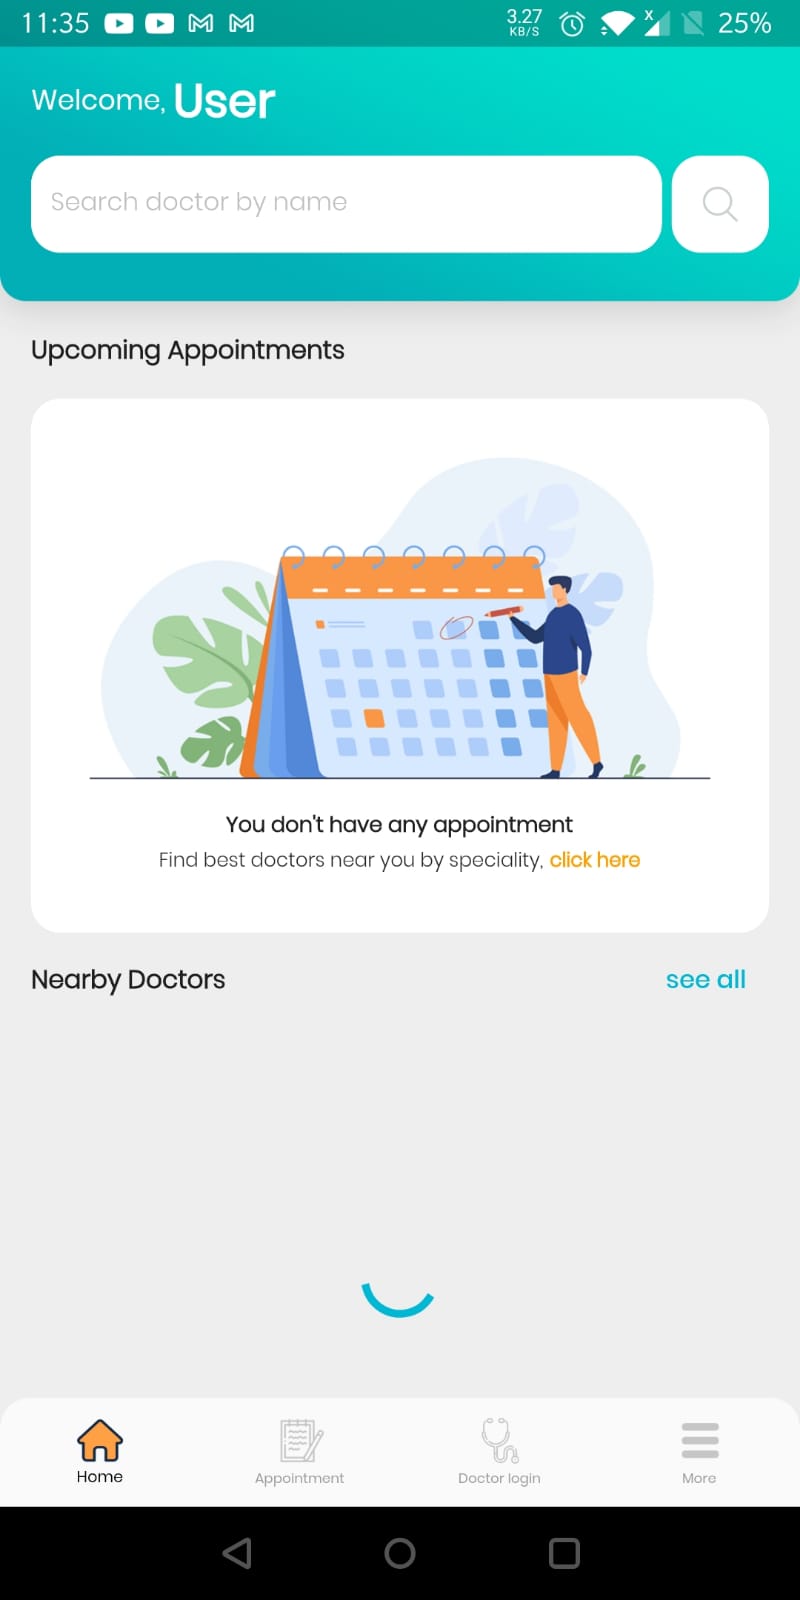 11:35 3.27 KB/S 25%
Welcome, User
Search doctor by name
Upcoming Appointments
You don't have any appointment
Find best doctors near you by speciality, click here
Nearby Doctors see all
Home Appointment Doctor login More